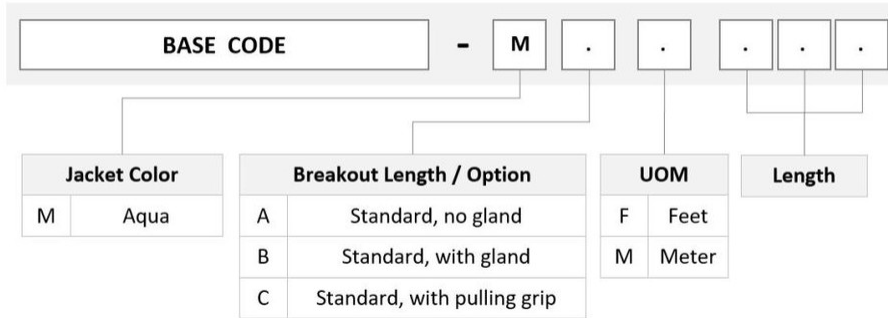 BASE CODE - M . . . . .
Jacket Color
M Aqua
Breakout Length / Option
A Standard, no gland
B Standard, with gland
C Standard, with pulling grip
UOM
F Feet
M Meter
Length